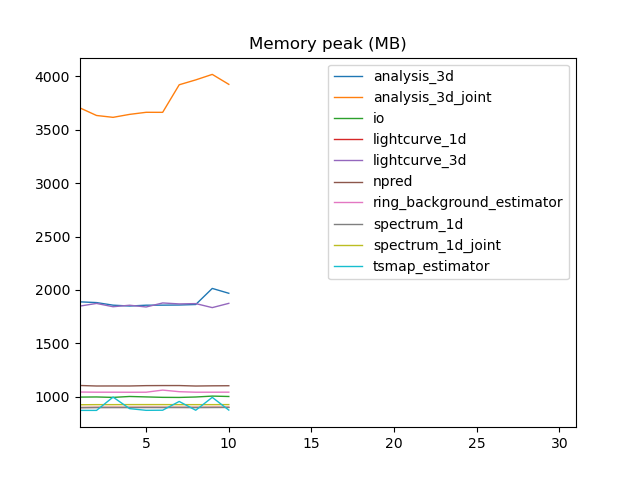 Memory peak (MB)
4000
3500
3000
2500
2000
1500
1000
5
10
15
20
25
30
analysis_3d
analysis_3d_joint
io
lightcurve_1d
lightcurve_3d
npred
ring_background_estimator
spectrum_1d
spectrum_1d_joint
tsmap_estimator